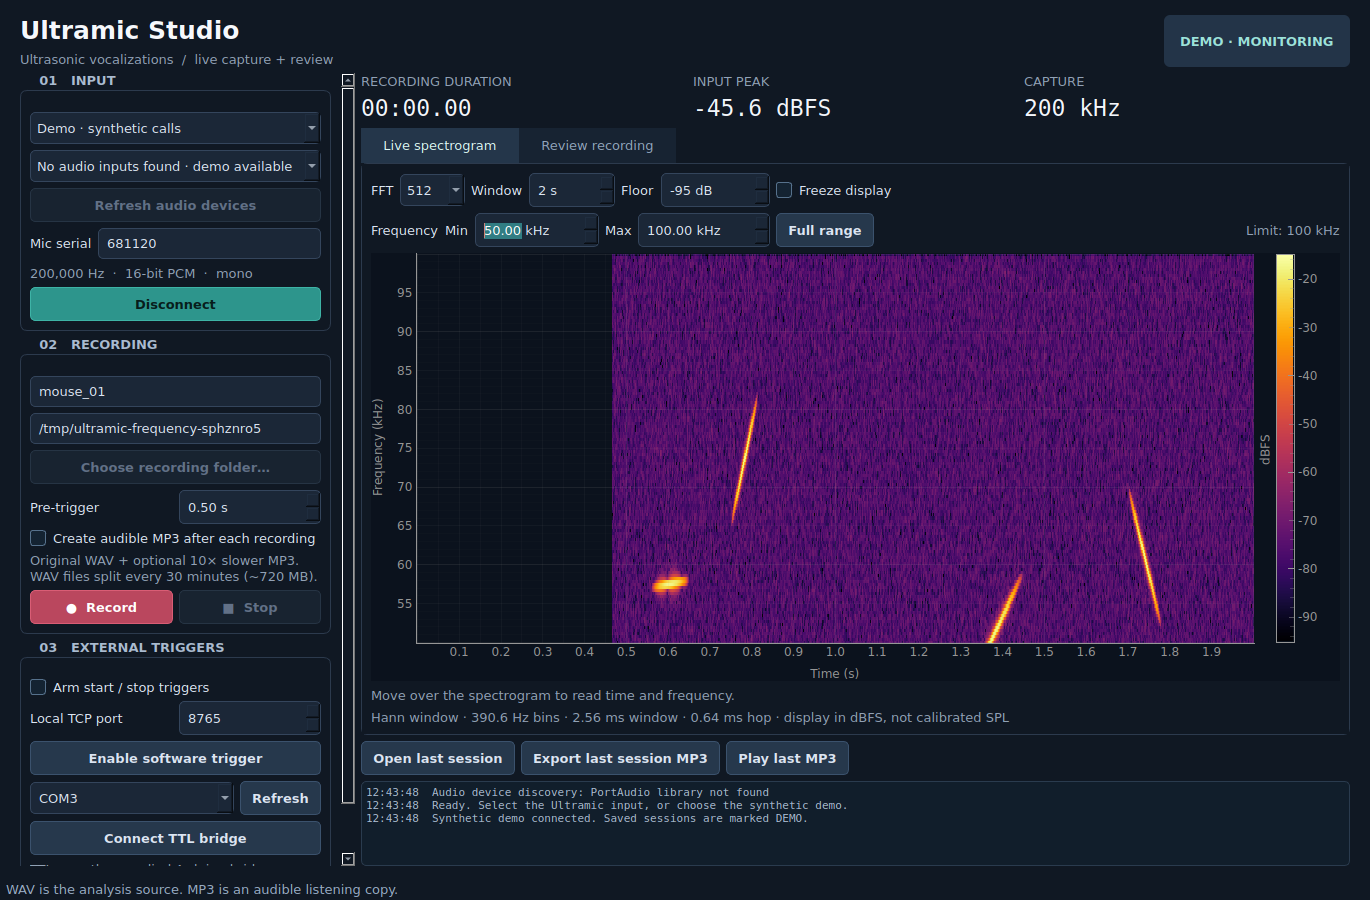 Ultramic Studio
Ultrasonic vocalizations / live capture + review
DEMO · MONITORING
01 INPUT
Demo · synthetic calls
No audio inputs found · demo available
Refresh audio devices
Mic serial 681120
200,000 Hz · 16-bit PCM · mono
Disconnect
02 RECORDING
mouse_01
/tmp/ultramic-frequency-sphznro5
Choose recording folder…
Pre-trigger 0.50 s
Create audible MP3 after each recording
Original WAV + optional 10× slower MP3.
WAV files split every 30 minutes (~720 MB).
● Record ■ Stop
03 EXTERNAL TRIGGERS
Arm start / stop triggers
Local TCP port 8765
Enable software trigger
COM3 Refresh
Connect TTL bridge
RECORDING DURATION INPUT PEAK CAPTURE
00:00.00 -45.6 dBFS 200 kHz
Live spectrogram Review recording
FFT 512 Window 2 s Floor -95 dB Freeze display
Frequency Min 50.00 kHz Max 100.00 kHz Full range Limit: 100 kHz
Frequency (kHz)
95
90
85
80
75
70
65
60
55
0.1 0.2 0.3 0.4 0.5 0.6 0.7 0.8 0.9 1.0 1.1 1.2 1.3 1.4 1.5 1.6 1.7 1.8 1.9
Time (s)
dBFS
-20
-30
-40
-50
-60
-70
-80
-90
Move over the spectrogram to read time and frequency.
Hann window · 390.6 Hz bins · 2.56 ms window · 0.64 ms hop · display in dBFS, not calibrated SPL
Open last session Export last session MP3 Play last MP3
12:43:48 Audio device discovery: PortAudio library not found
12:43:48 Ready. Select the Ultramic input, or choose the synthetic demo.
12:43:48 Synthetic demo connected. Saved sessions are marked DEMO.
WAV is the analysis source. MP3 is an audible listening copy.